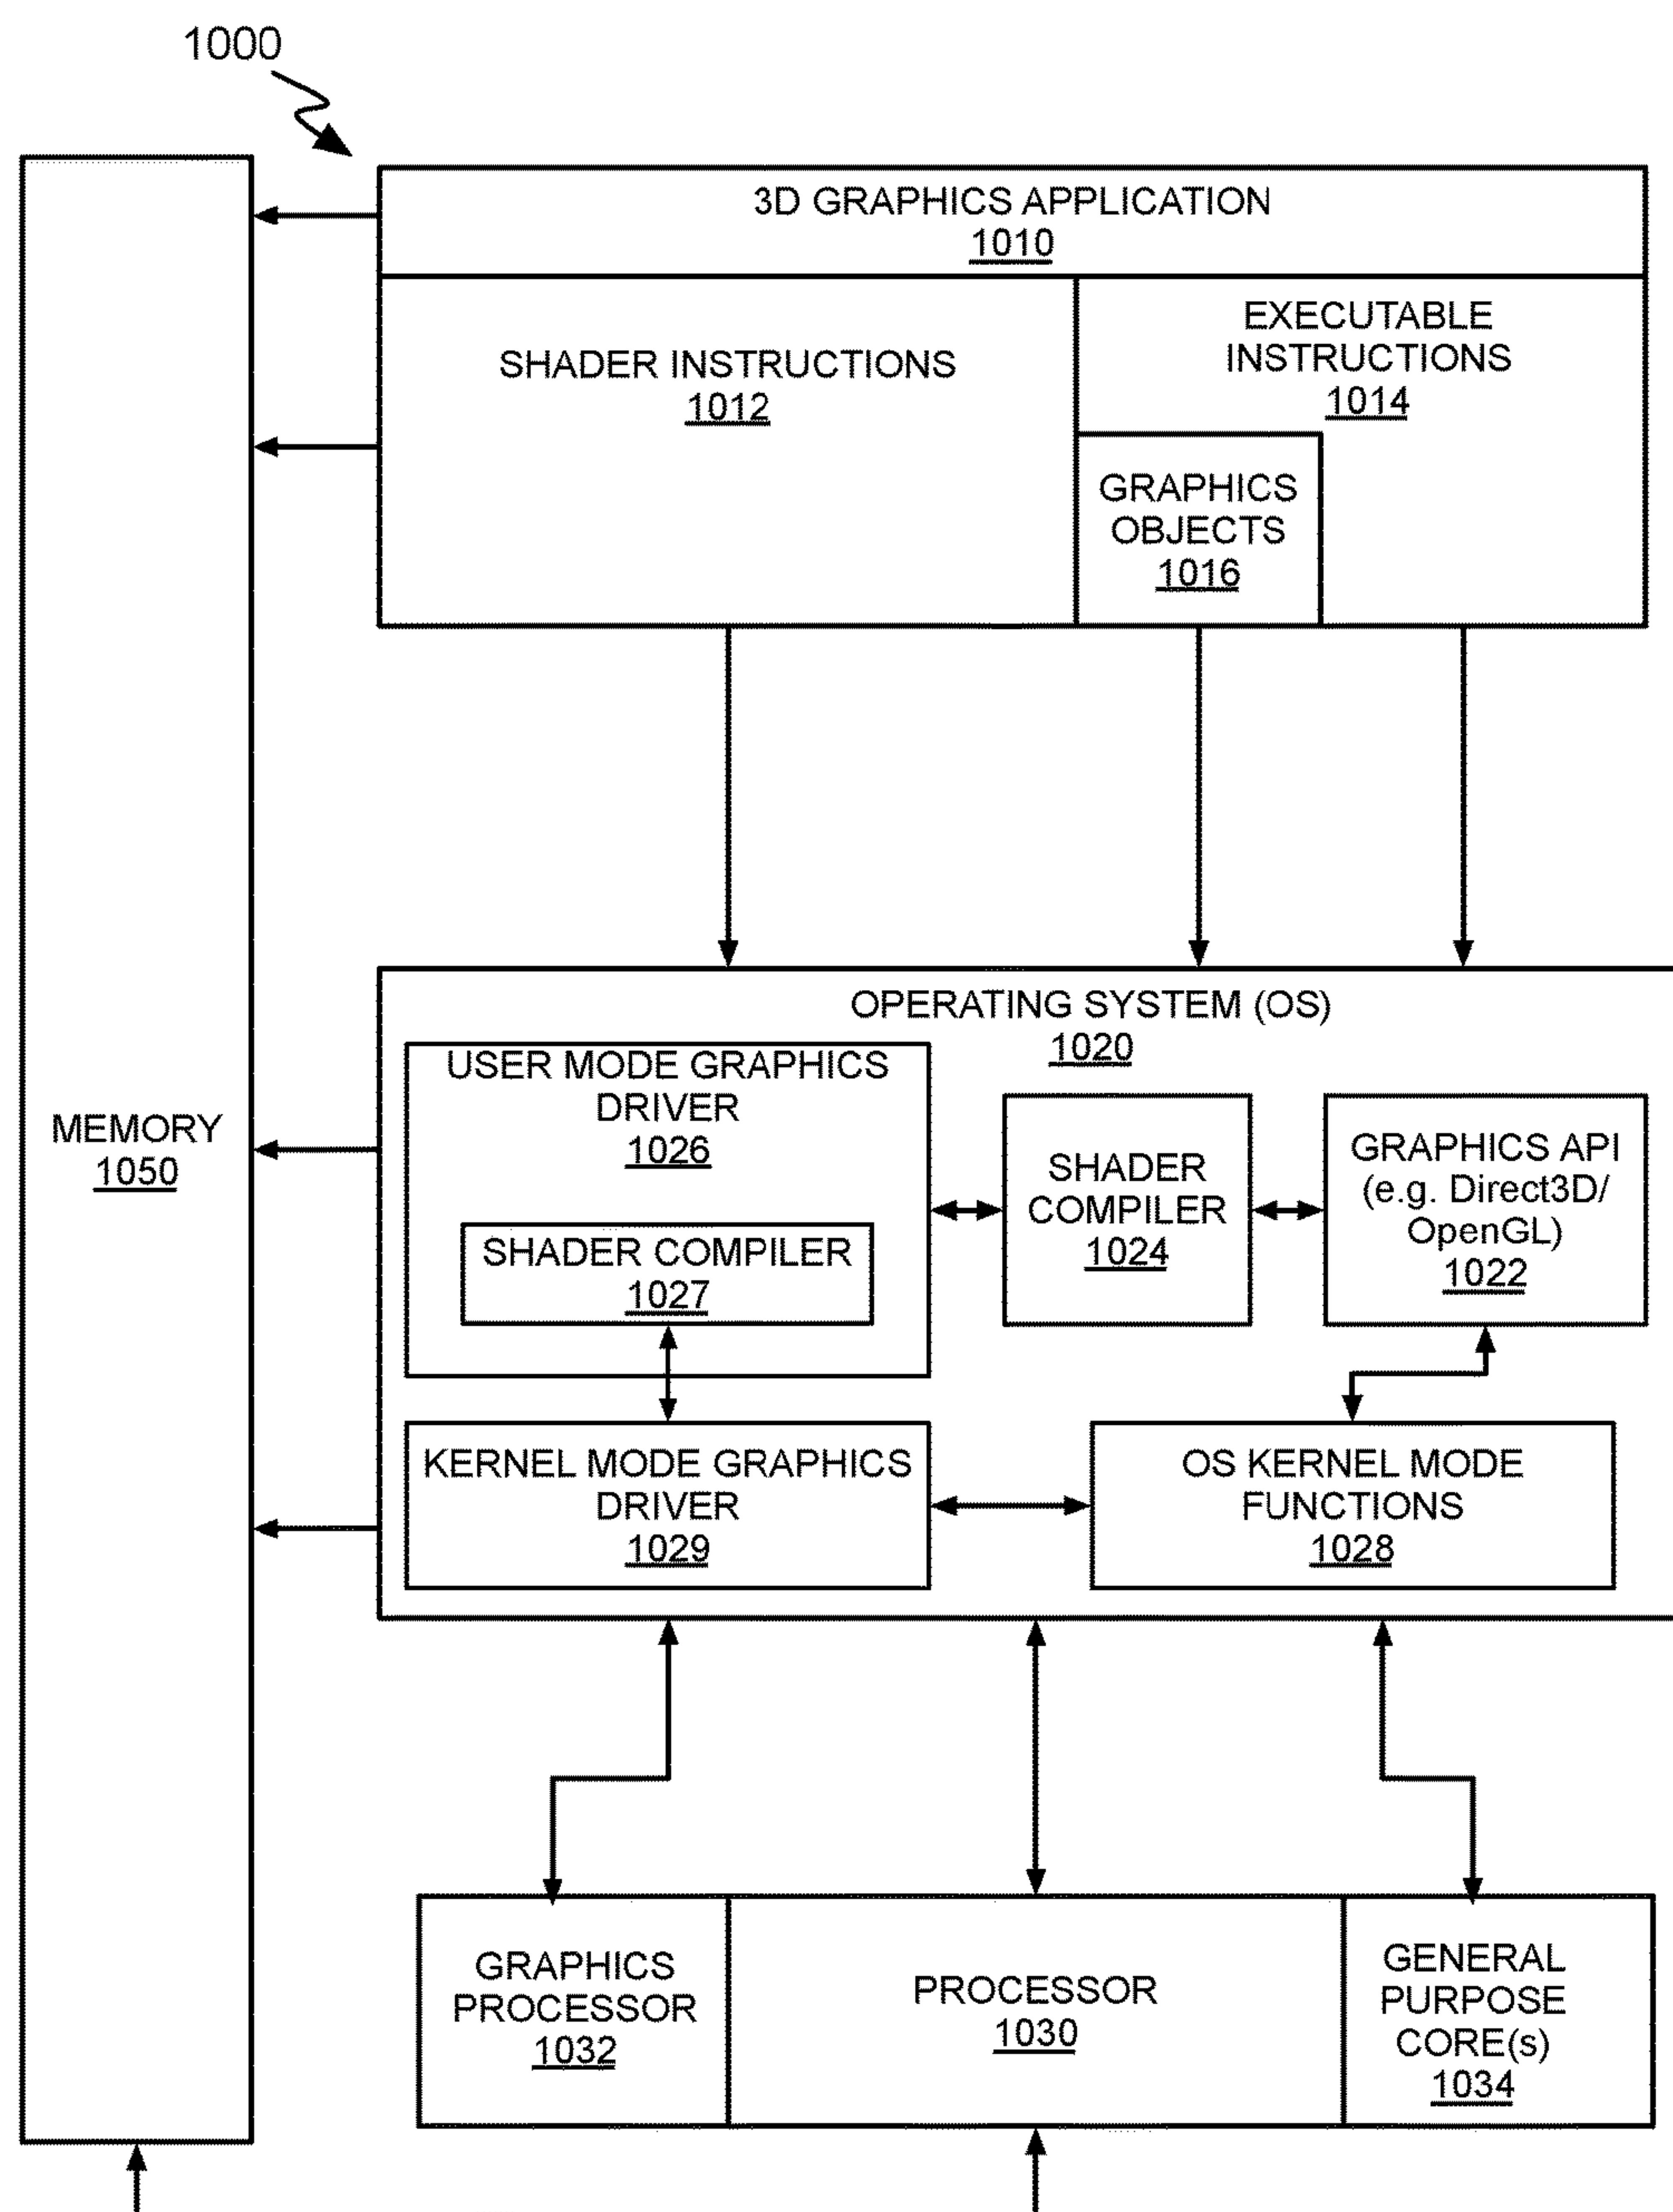 1000
3D GRAPHICS APPLICATION
1010
SHADER INSTRUCTIONS
1012
EXECUTABLE
INSTRUCTIONS
1014
GRAPHICS
OBJECTS
1016
MEMORY
1050
OPERATING SYSTEM (OS)
1020
USER MODE GRAPHICS
DRIVER
1026
SHADER COMPILER
1027
SHADER
COMPILER
1024
GRAPHICS API
(e.g. Direct3D/
OpenGL)
1022
KERNEL MODE GRAPHICS
DRIVER
1029
OS KERNEL MODE
FUNCTIONS
1028
GRAPHICS
PROCESSOR
1032
PROCESSOR
1030
GENERAL
PURPOSE
CORE(s)
1034